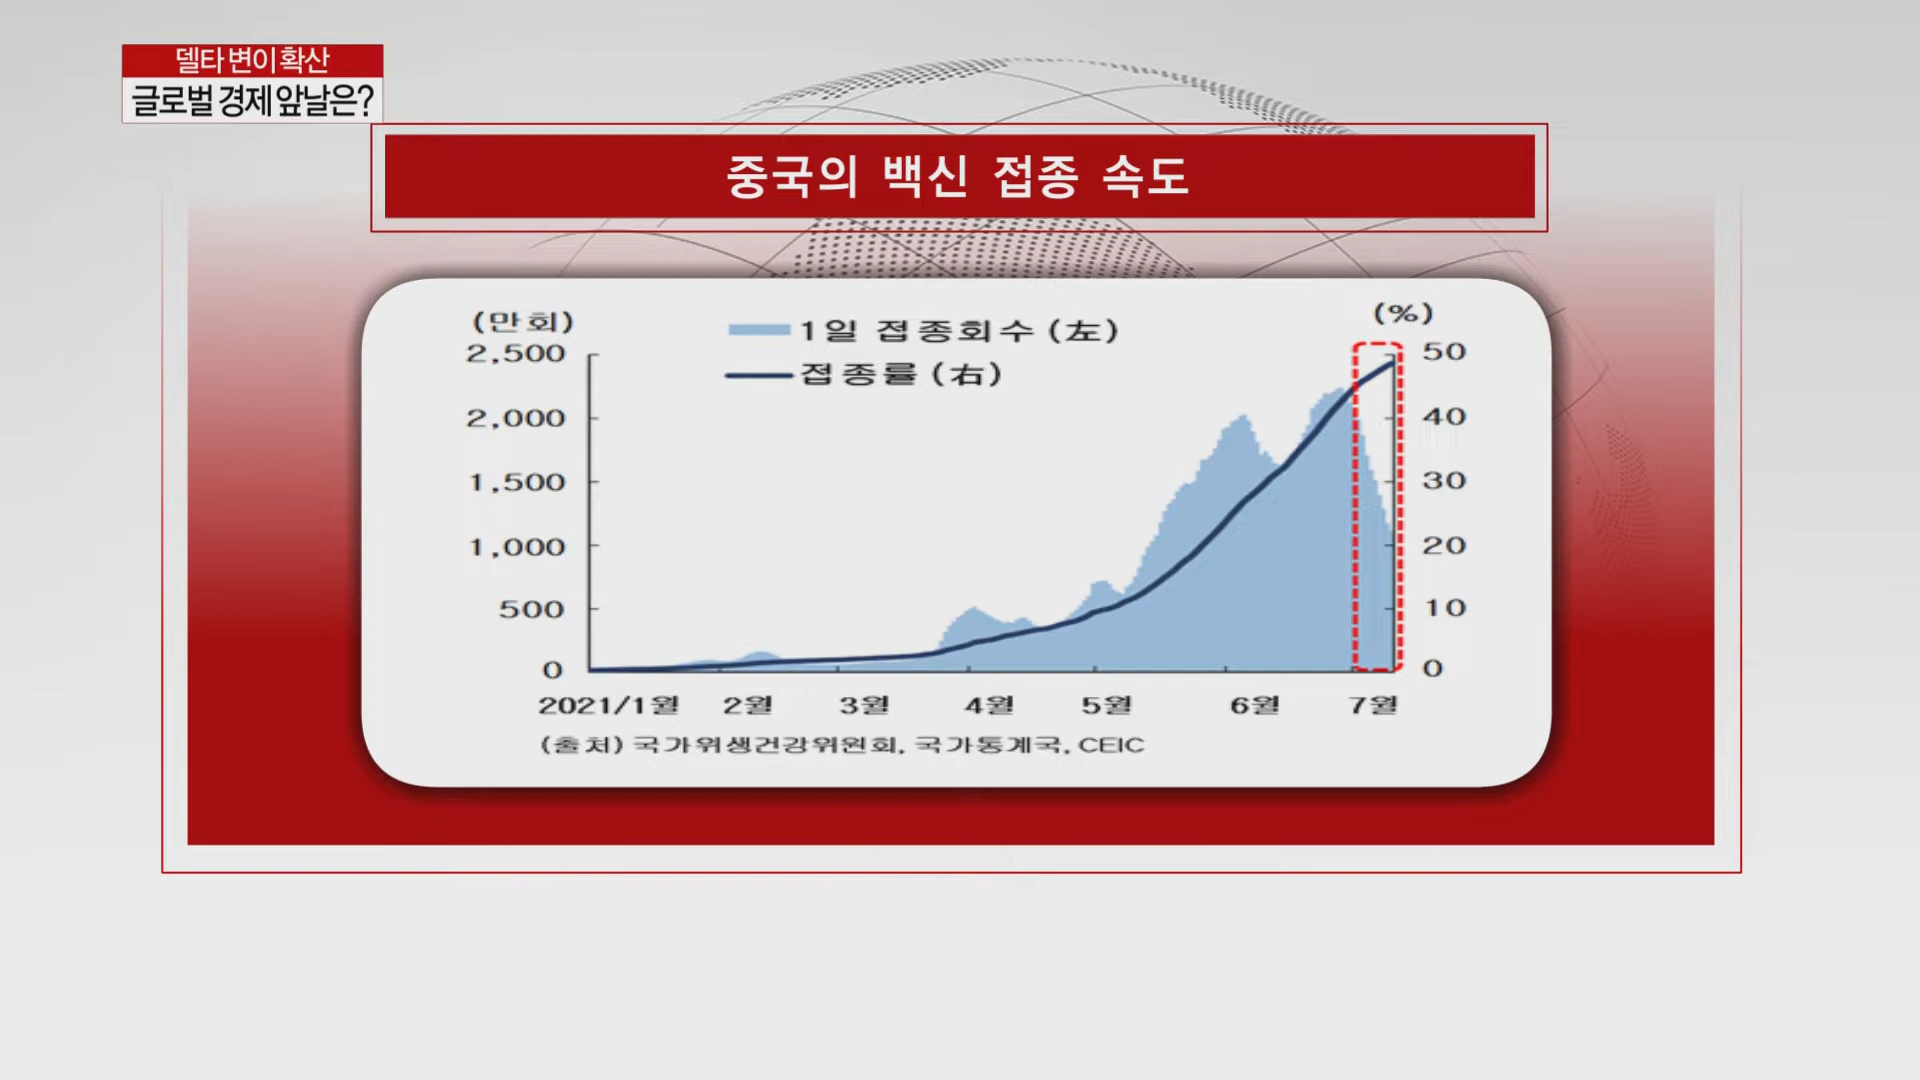 델타 변이 확산
글로벌 경제 앞날은?
중국의 백신 접종 속도
(만회)
(%)
1일 접종회수 (左)
접종률 (右)
2,500
2,000
1,500
1,000
500
0
50
40
30
20
10
0
2021/1월 2월 3월 4월 5월 6월 7월
(출처) 국가위생건강위원회, 국가통계국, CEIC